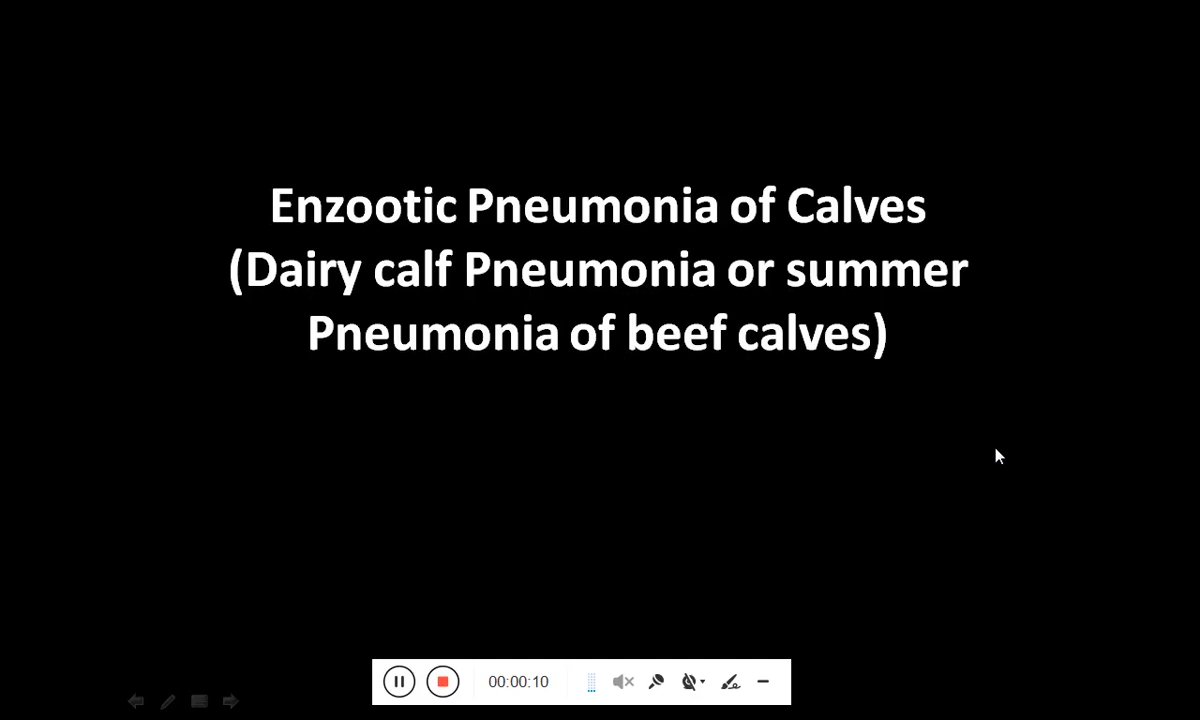 Enzootic Pneumonia of Calves
(Dairy calf Pneumonia or summer
Pneumonia of beef calves)
00:00:10